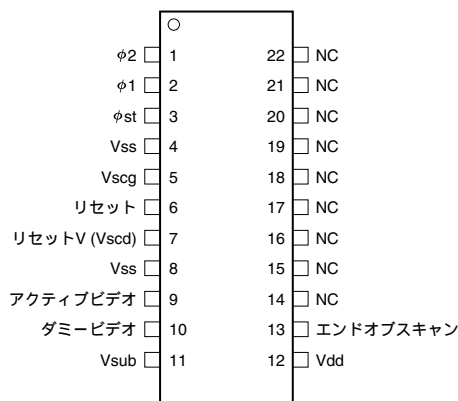 φ2 1 22 NC
φ1 2 21 NC
φst 3 20 NC
Vss 4 19 NC
Vscg 5 18 NC
リセット 6 17 NC
リセットV (Vscd) 7 16 NC
Vss 8 15 NC
アクティブビデオ 9 14 NC
ダミービデオ 10 13 エンドオブスキャン
Vsub 11 12 Vdd